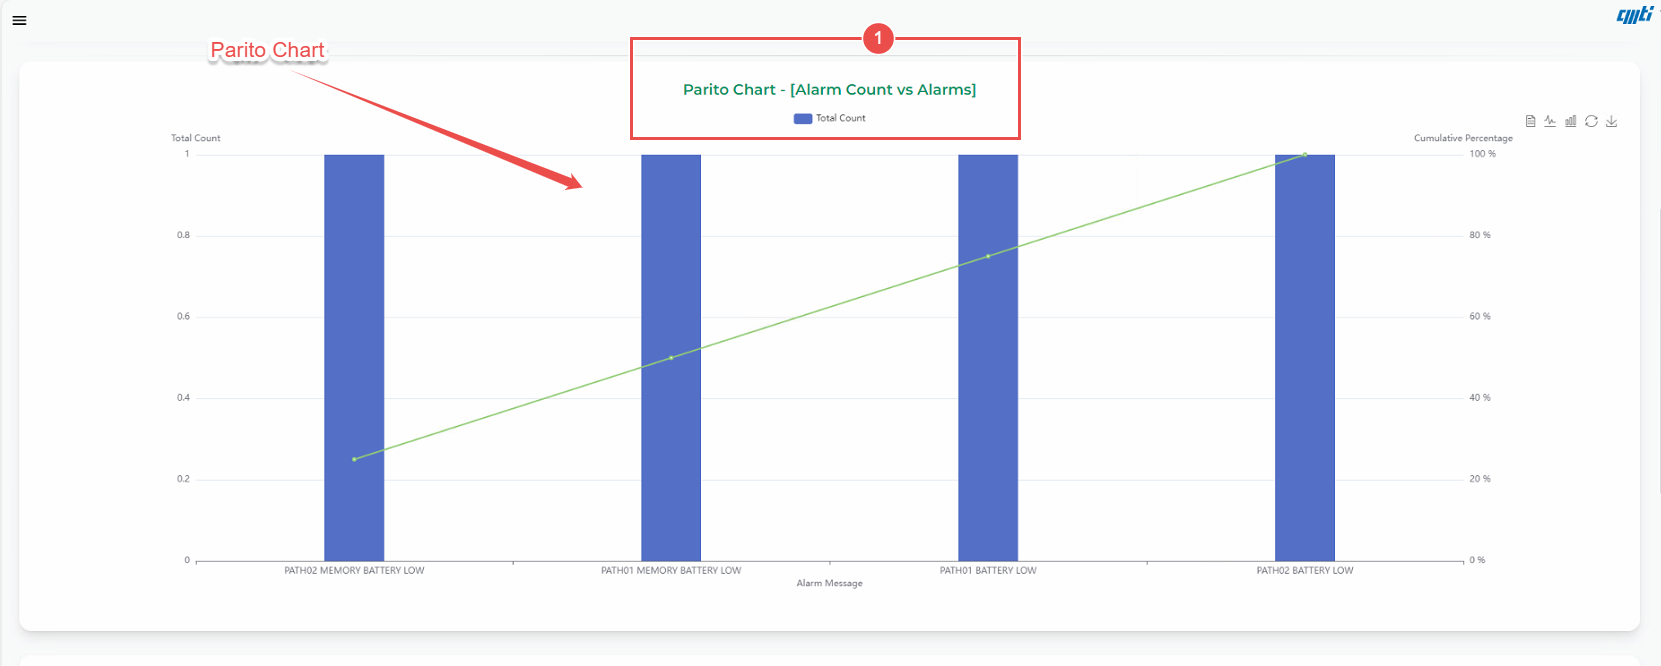 cmti
Parito Chart
1
Parito Chart - [Alarm Count vs Alarms]
Total Count
Total Count
Cumulative Percentage
1
100 %
0.8
80 %
0.6
60 %
0.4
40 %
0.2
20 %
0
0 %
PATH02 MEMORY BATTERY LOW
PATH01 MEMORY BATTERY LOW
PATH01 BATTERY LOW
PATH02 BATTERY LOW
Alarm Message